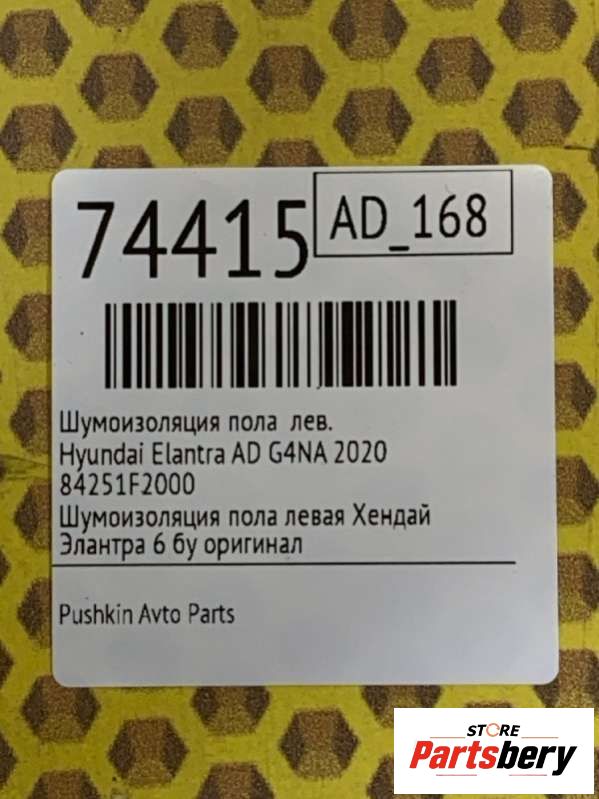 74415
AD_168
Шумоизоляция пола лев.
Hyundai Elantra AD G4NA 2020
84251F2000
Шумоизоляция пола левая Хендай
Элантра 6 бу оригинал
Pushkin Avto Parts
STORE
Partsbery